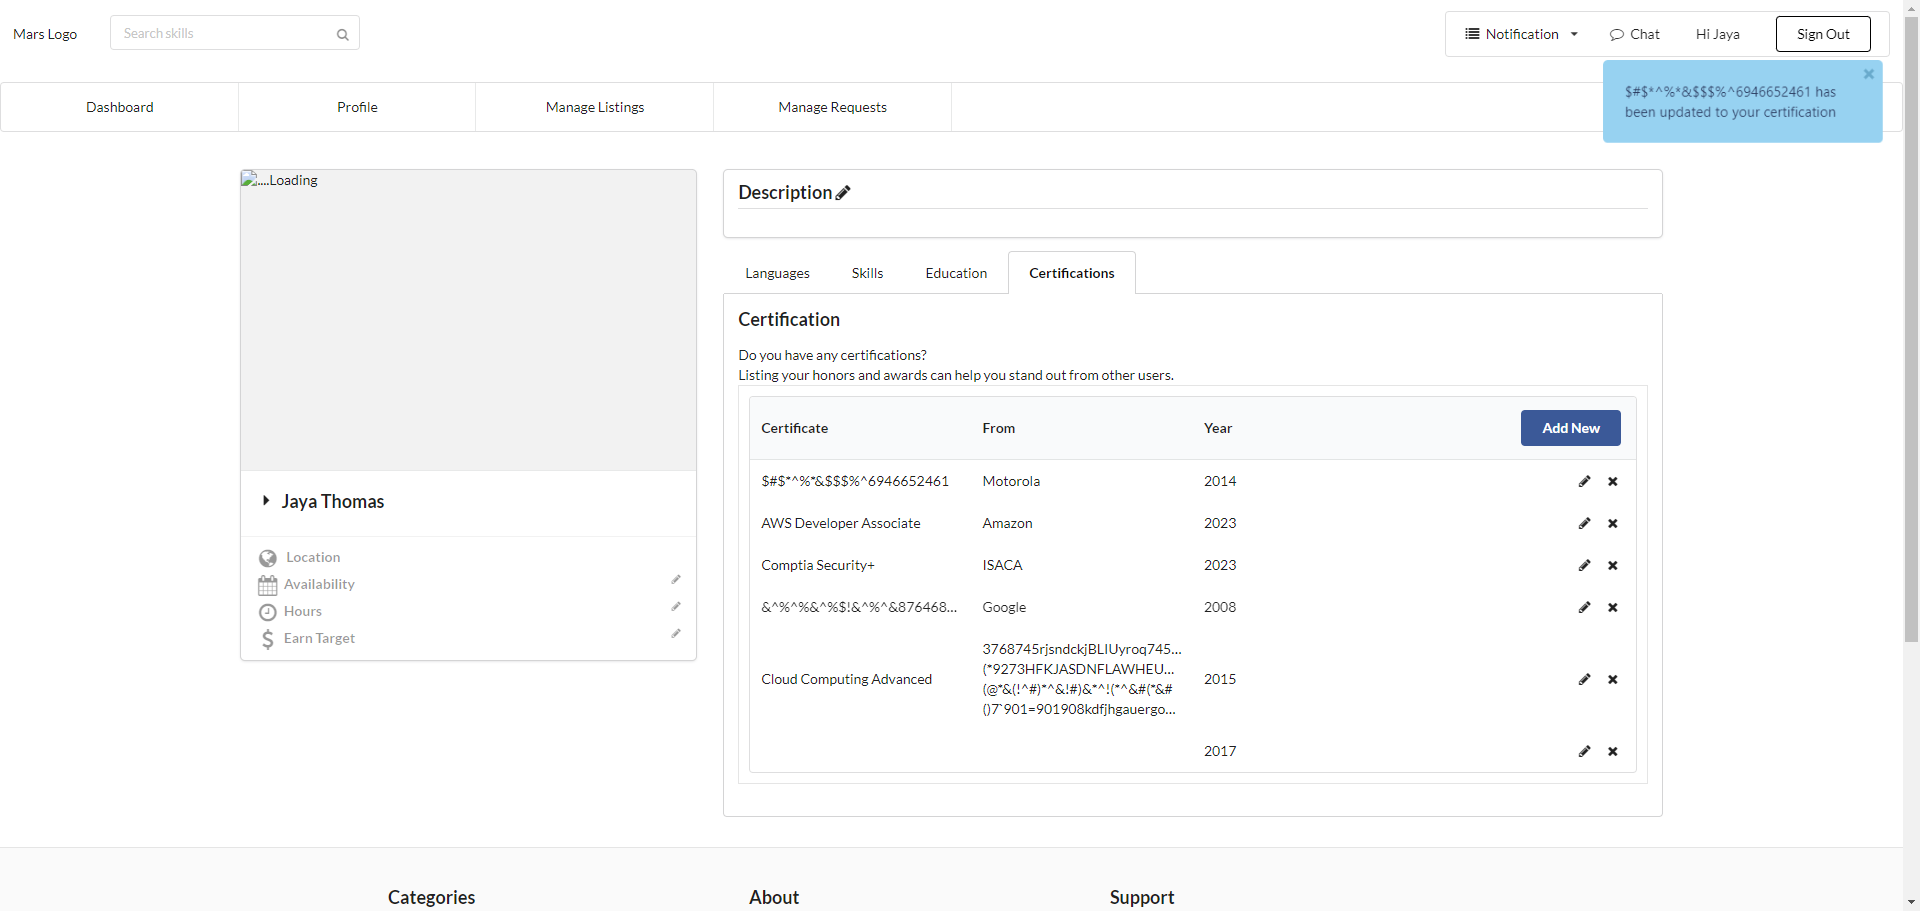 Mars Logo
Search skills
Notification
Chat
Hi Jaya
Sign Out
Dashboard
Profile
Manage Listings
Manage Requests
$#$*^%*&$$$%^6946652461 has
been updated to your certification
....Loading
Jaya Thomas
Location
Availability
Hours
Earn Target
Description
Languages
Skills
Education
Certifications
Certification
Do you have any certifications?
Listing your honors and awards can help you stand out from other users.
Certificate From Year Add New
$#$*^%*&$$$%^6946652461 Motorola 2014
AWS Developer Associate Amazon 2023
Comptia Security+ ISACA 2023
&^%^%&^%$!&^%^&876468... Google 2008
3768745rjsndckjBLIUyroq745...
(*9273HFKJASDNFLAWHEU...
Cloud Computing Advanced (@*&(!^#)*^&!#)&*^!(*^&#(*&# 2015
()7`901=901908kdfjhgauergo...
2017
Categories
About
Support